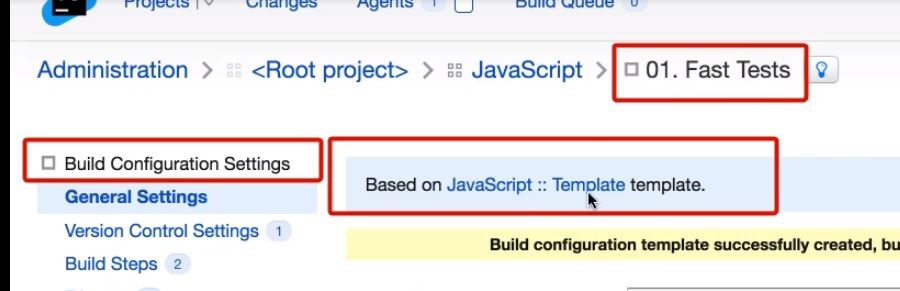 Projects Changes Agents 1 Build Queue 0
Administration > <Root project> > JavaScript > 01. Fast Tests
Build Configuration Settings
Based on JavaScript :: Template template.
General Settings
Version Control Settings 1
Build Steps 2
Build configuration template successfully created, bu